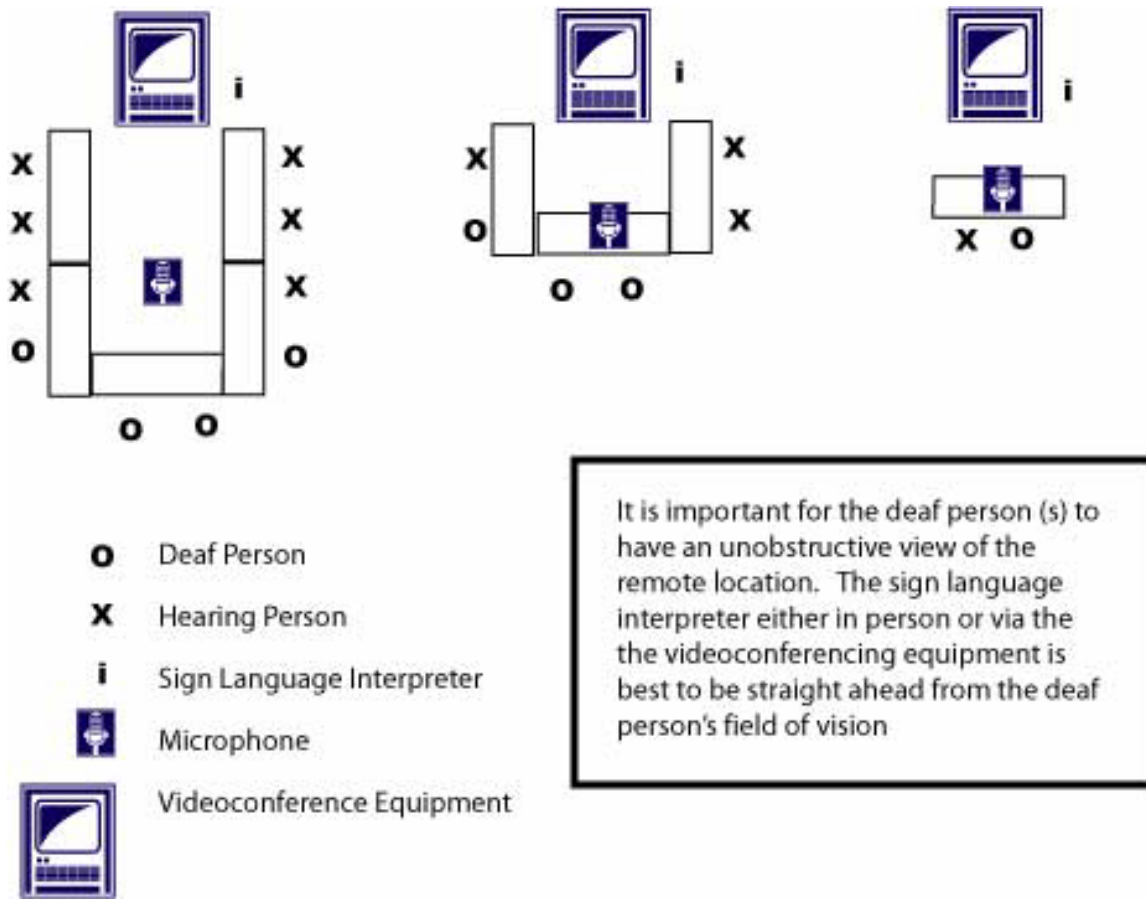 i
X X
X X
X X
O O
O O
i
X X
O X
O O
i
X O
O Deaf Person
X Hearing Person
i Sign Language Interpreter
Microphone
Videoconference Equipment
It is important for the deaf person (s) to
have an unobstructive view of the
remote location. The sign language
interpreter either in person or via the
the videoconferencing equipment is
best to be straight ahead from the deaf
person's field of vision